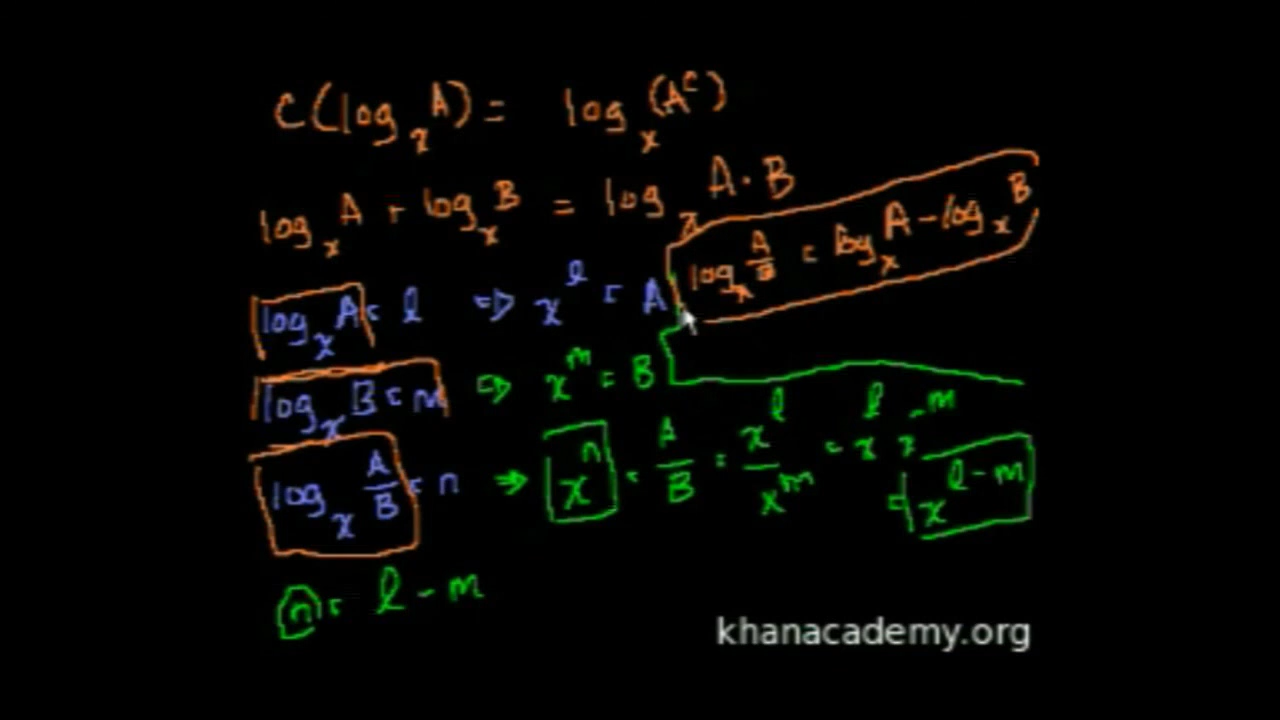 C(log_x A) = log_x (A^C)
log_x A + log_x B = log_x A·B
log_x A/B = log_x A - log_x B
log_x A = l ⇒ x^l = A
log_x B = m ⇒ x^m = B
log_x A/B = n ⇒ x^n = A/B = x^l/x^m = x^l x^-m
= x^l-m
n = l - m
khanacademy.org